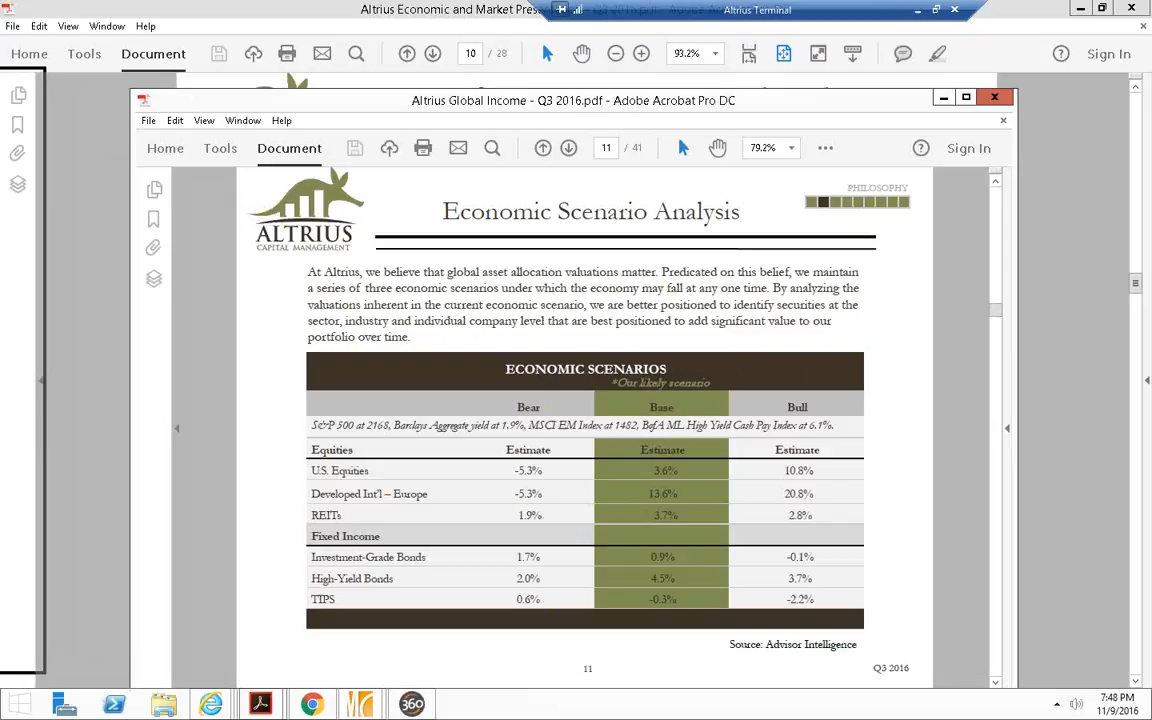 Altrius Economic and Market Pres
Altrius Terminal
File Edit View Window Help
Home Tools Document 10 / 28 93.2% Sign In
Altrius Global Income - Q3 2016.pdf - Adobe Acrobat Pro DC
File Edit View Window Help
Home Tools Document 11 / 41 79.2% Sign In
PHILOSOPHY
Economic Scenario Analysis
ALTRIUS
CAPITAL MANAGEMENT
At Altrius, we believe that global asset allocation valuations matter. Predicated on this belief, we maintain
a series of three economic scenarios under which the economy may fall at any one time. By analyzing the
valuations inherent in the current economic scenario, we are better positioned to identify securities at the
sector, industry and individual company level that are best positioned to add significant value to our
portfolio over time.
ECONOMIC SCENARIOS
*Our likely scenario
Bear Base Bull
S&P 500 at 2168, Barclays Aggregate yield at 1.9%, MSCI EM Index at 1482, BofA ML High Yield Cash Pay Index at 6.1%.
Equities Estimate Estimate Estimate
U.S. Equities -5.3% 3.6% 10.8%
Developed Int'l – Europe -5.3% 13.6% 20.8%
REITs 1.9% 3.7% 2.8%
Fixed Income
Investment-Grade Bonds 1.7% 0.9% -0.1%
High-Yield Bonds 2.0% 4.5% 3.7%
TIPS 0.6% -0.3% -2.2%
Source: Advisor Intelligence
11 Q3 2016
360
7:48 PM
11/9/2016